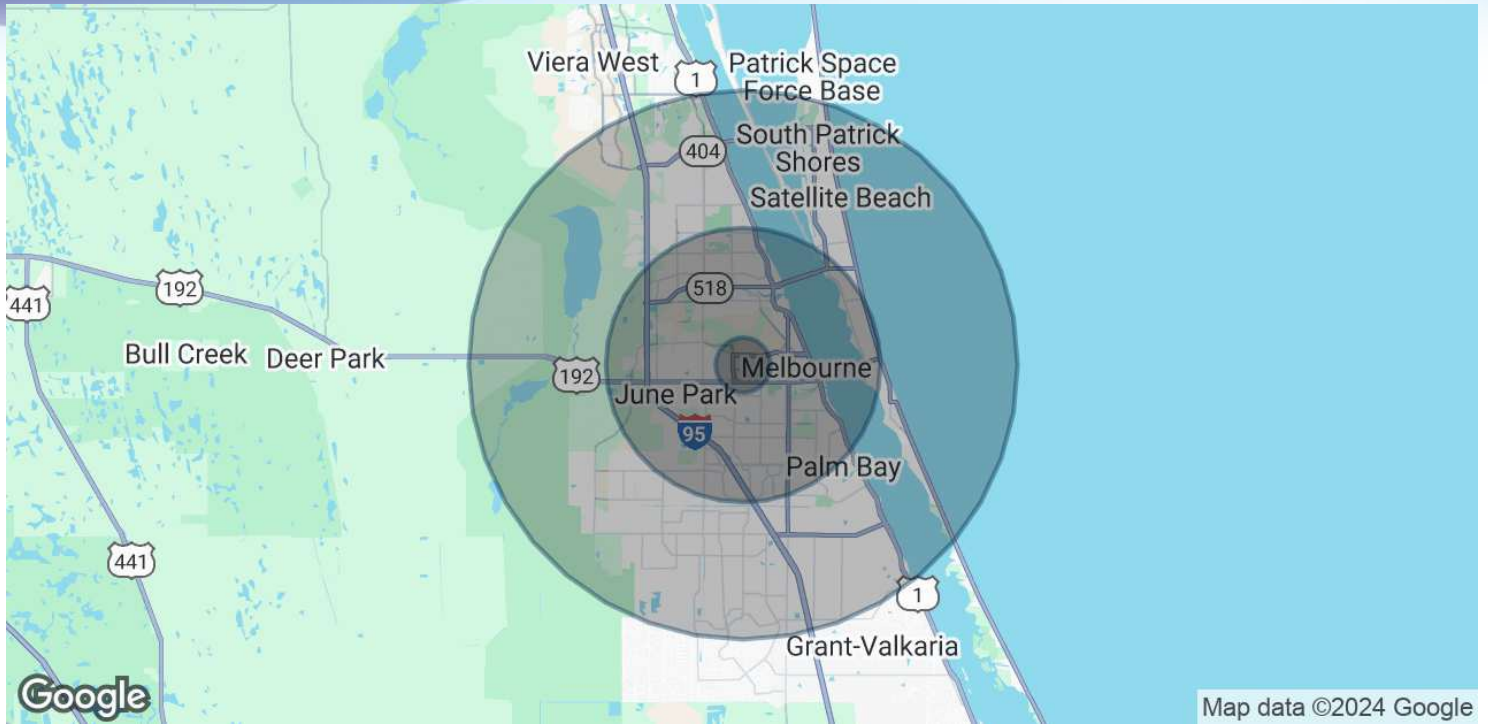 Viera West
1
Patrick Space
Force Base
404
South Patrick
Shores
Satellite Beach
192
518
441
Bull Creek
Deer Park
192
Melbourne
June Park
95
Palm Bay
441
1
Grant-Valkaria
Google
Map data ©2024 Google